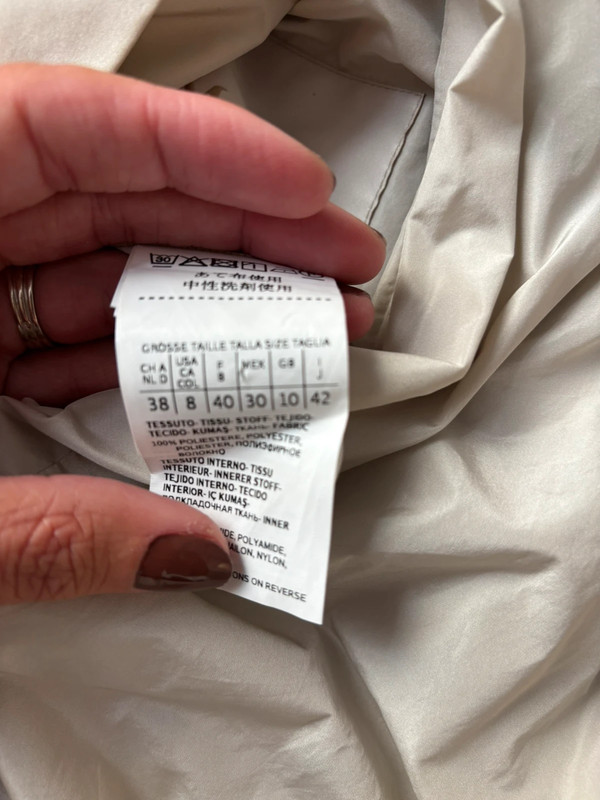 30
あて布使用
中性洗剤使用
GRÖSSE TAILLE TALLA SIZE TAGLIA
CH A NL D USA CA COL F B MEX GB I J
38 8 40 30 10 42
TESSUTO- TISSU- STOFF- TEJIDO-
TECIDO- KUMAŞ- ТКАНЬ- FABRIC
100% POLIESTERE, POLYESTER,
POLIESTER, ПОЛИЭФИРНОЕ
ВОЛОКНО
TESSUTO INTERNO- TISSU
INTERIEUR- INNERER STOFF-
TEJIDO INTERNO- TECIDO
INTERIOR- IÇ KUMAŞ-
ПОДКЛАДОЧНАЯ ТКАНЬ- INNER
POLYAMIDE,
NYLON,
ON REVERSE